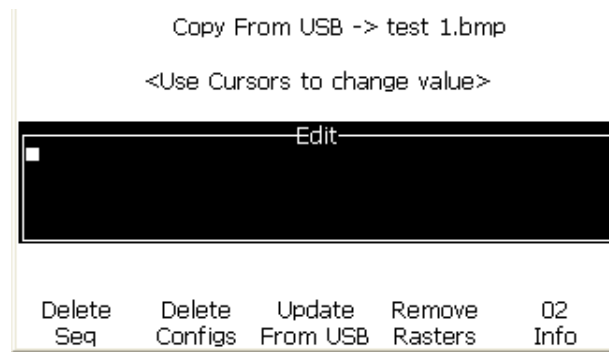 Copy From USB -> test 1.bmp
<Use Cursors to change value>
Edit
Delete Delete Update Remove 02
Seq Configs From USB Rasters Info